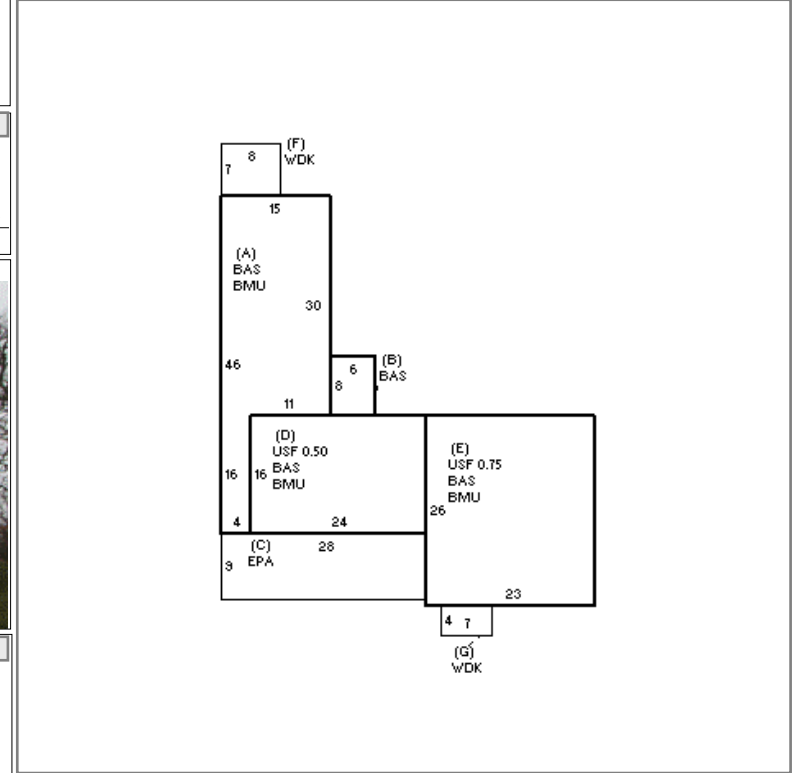 (F)
WDK
8
7
15
(A)
BAS
BMU
30
46
(B)
BAS
6
8
11
(D)
USF 0.50
BAS
BMU
(E)
USF 0.75
BAS
BMU
16
16
26
4
24
(C)
EPA
28
9
23
4
7
(G)
WDK